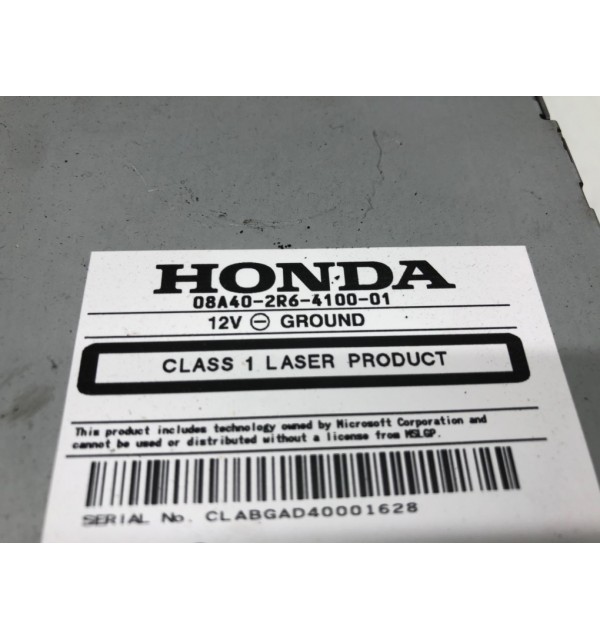 HONDA
08A40-2R6-4100-01
12V ⊖ GROUND
CLASS 1 LASER PRODUCT
This product includes technology owned by Microsoft Corporation and
cannot be used or distributed without a license from MSLGP.
SERIAL No. CLABGAD40001628